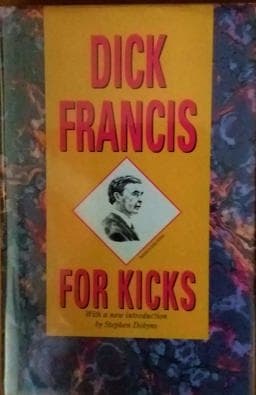 DICK
FRANCIS
FOR KICKS
With a new introduction
by Stephen Dobyns